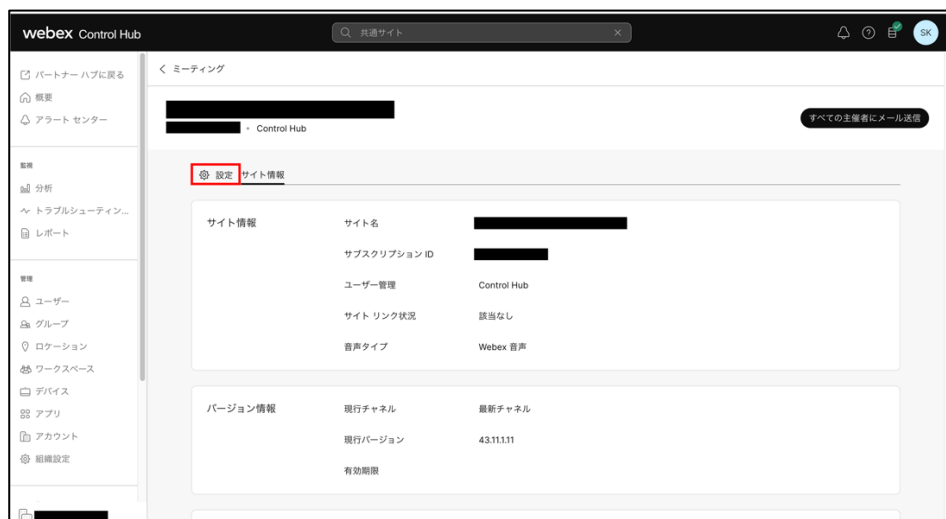 webex Control Hub
共通サイト
SK
パートナー ハブに戻る
概要
アラート センター
監視
分析
トラブルシューティン...
レポート
管理
ユーザー
グループ
ロケーション
ワークスペース
デバイス
アプリ
アカウント
組織設定
ミーティング
• Control Hub
すべての主催者にメール送信
設定 サイト情報
サイト情報
サイト名
サブスクリプション ID
ユーザー管理 Control Hub
サイト リンク状況 該当なし
音声タイプ Webex 音声
バージョン情報
現行チャネル 最新チャネル
現行バージョン 43.11.1.11
有効期限